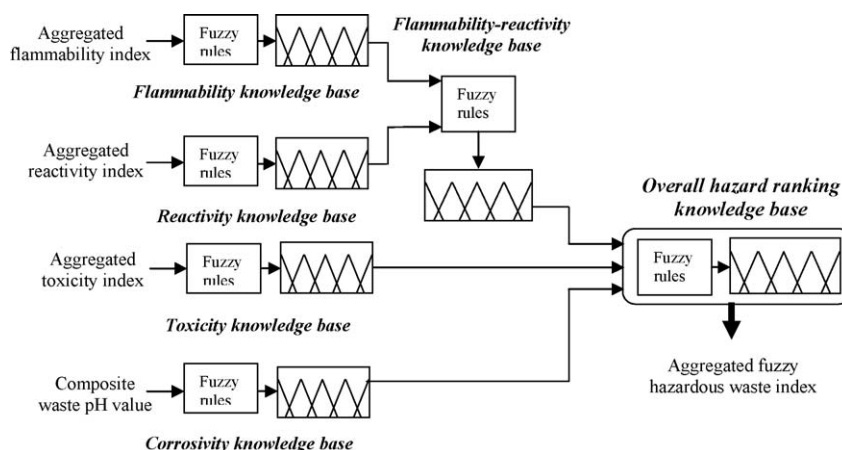 Aggregated
flammability index
Fuzzy
rules
Flammability knowledge base
Flammability-reactivity
knowledge base
Fuzzy
rules
Aggregated
reactivity index
Fuzzy
rules
Reactivity knowledge base
Overall hazard ranking
knowledge base
Fuzzy
rules
Aggregated
toxicity index
Fuzzy
rules
Toxicity knowledge base
Aggregated fuzzy
hazardous waste index
Composite
waste pH value
Fuzzy
rules
Corrosivity knowledge base